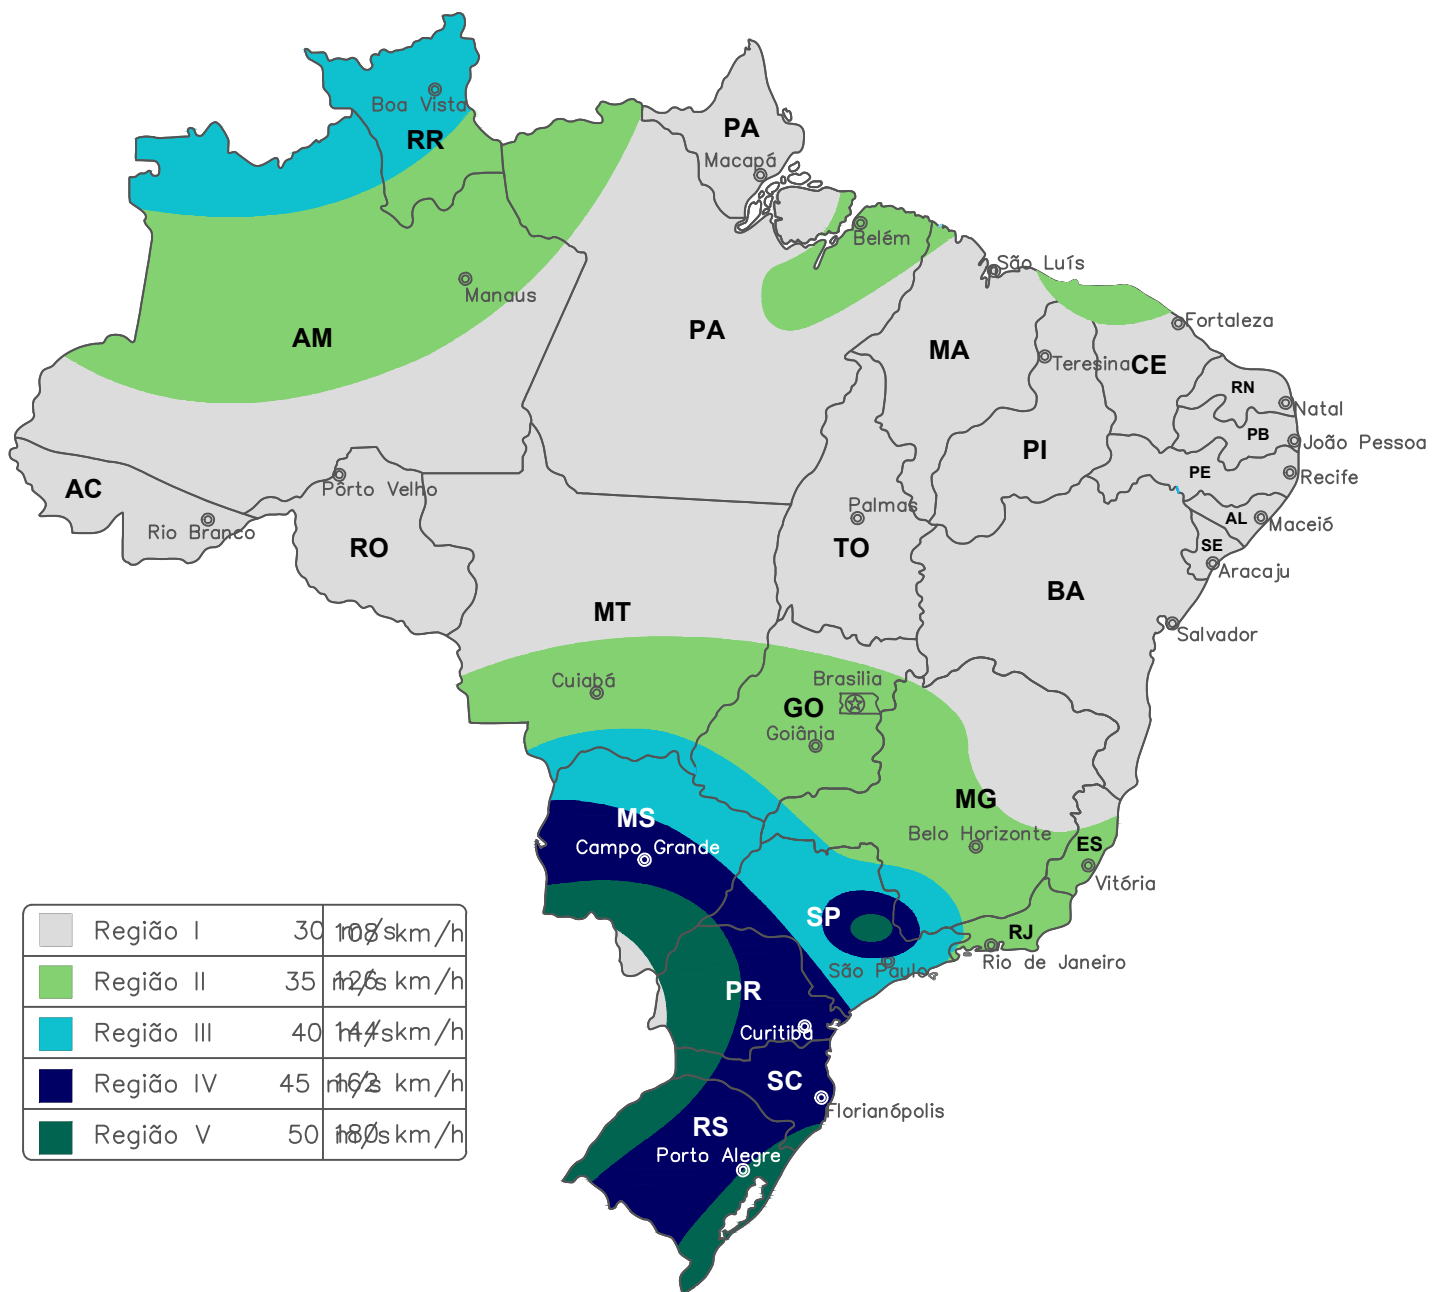 Boa Vista
RR
PA
Macapá
Belém
São Luís
Manaus
AM
PA
MA
Teresina
CE
Fortaleza
RN
Natal
PB
João Pessoa
PI
PE
Recife
AC
Pôrto Velho
Rio Branco
RO
Palmas
TO
AL
Maceió
SE
Aracaju
BA
MT
Salvador
Cuiabá
Brasilia
GO
Goiânia
MG
Belo Horizonte
MS
Campo Grande
ES
Vitória
SP
RJ
Rio de Janeiro
São Paulo
PR
Curitiba
SC
Florianópolis
RS
Porto Alegre
Região I 30 m/s 108 km/h
Região II 35 m/s 126 km/h
Região III 40 m/s 144 km/h
Região IV 45 m/s 162 km/h
Região V 50 m/s 180 km/h